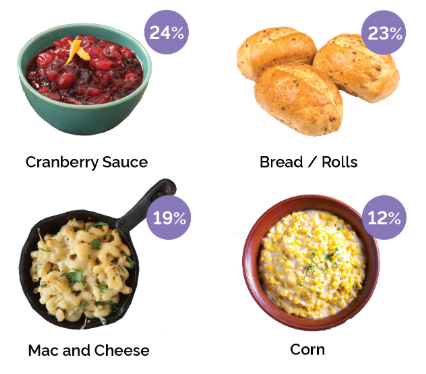 24%
23%
Cranberry Sauce
Bread / Rolls
19%
12%
Mac and Cheese
Corn